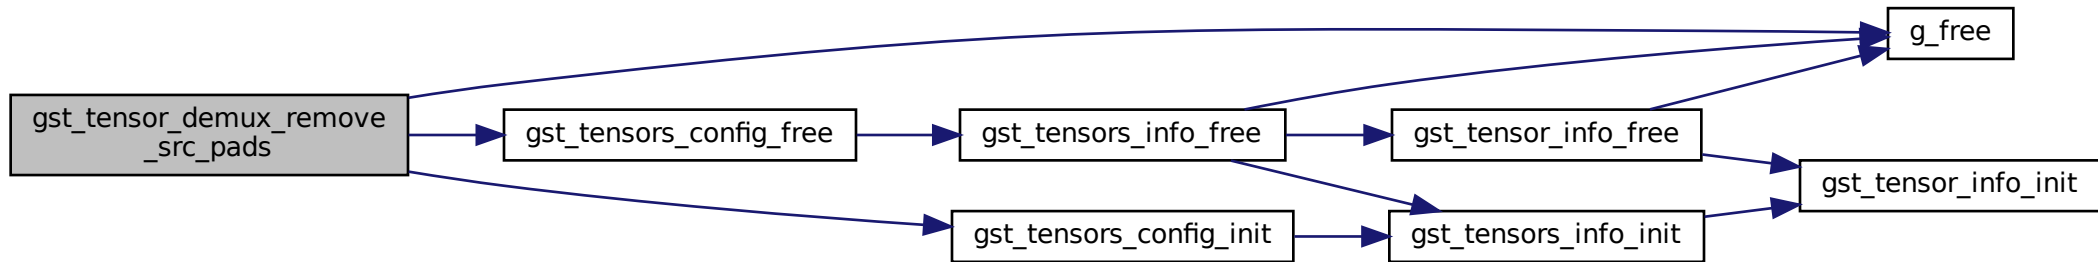 gst_tensor_demux_remove
_src_pads
gst_tensors_config_free
gst_tensors_config_init
gst_tensors_info_free
gst_tensor_info_free
gst_tensors_info_init
g_free
gst_tensor_info_init